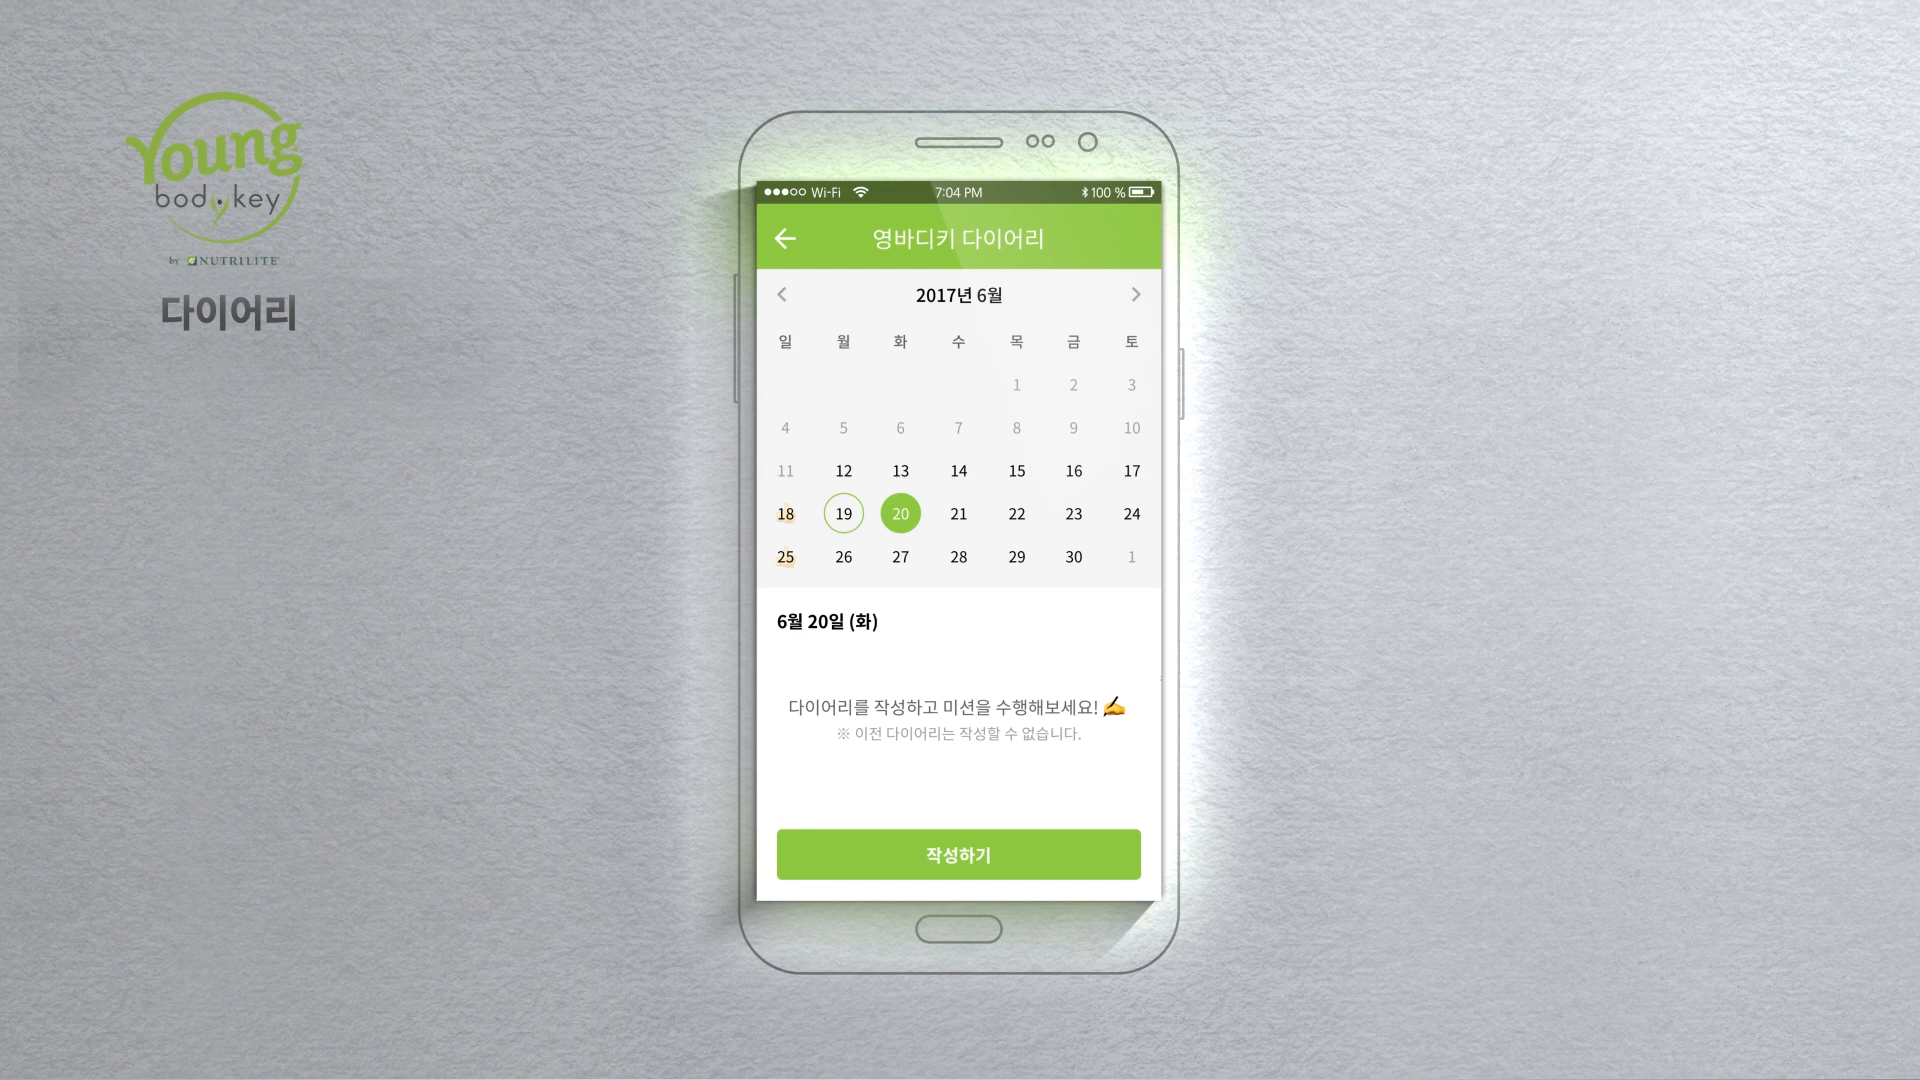 Young
bodykey
by NUTRILITE
다이어리
Wi-Fi 7:04 PM 100 %
영바디키 다이어리
2017년 6월
일 월 화 수 목 금 토
1 2 3
4 5 6 7 8 9 10
11 12 13 14 15 16 17
18 19 20 21 22 23 24
25 26 27 28 29 30 1
6월 20일 (화)
다이어리를 작성하고 미션을 수행해보세요! ✍
※ 이전 다이어리는 작성할 수 없습니다.
작성하기